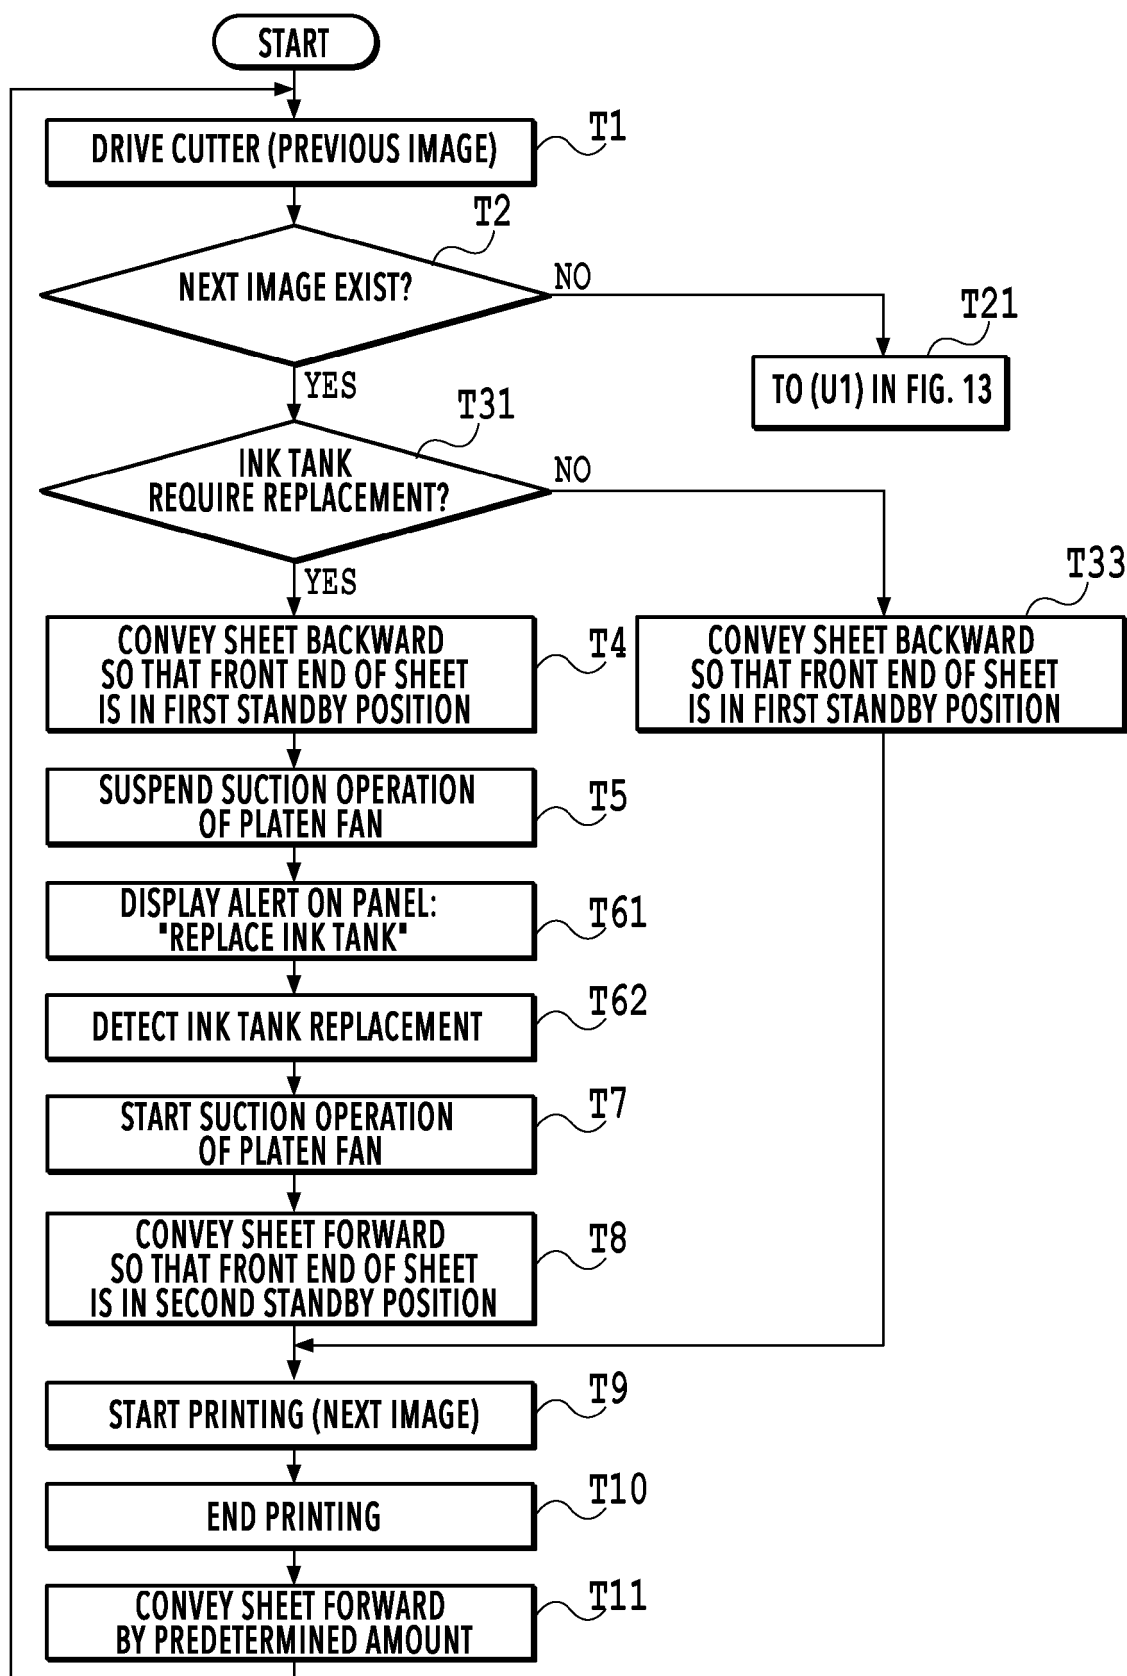 START
DRIVE CUTTER (PREVIOUS IMAGE)
T1
T2
NEXT IMAGE EXIST?
NO
T21
TO (U1) IN FIG. 13
YES
T31
INK TANK
REQUIRE REPLACEMENT?
NO
YES
T33
CONVEY SHEET BACKWARD
SO THAT FRONT END OF SHEET
IS IN FIRST STANDBY POSITION
T4
CONVEY SHEET BACKWARD
SO THAT FRONT END OF SHEET
IS IN FIRST STANDBY POSITION
SUSPEND SUCTION OPERATION
OF PLATEN FAN
T5
DISPLAY ALERT ON PANEL:
"REPLACE INK TANK"
T61
DETECT INK TANK REPLACEMENT
T62
START SUCTION OPERATION
OF PLATEN FAN
T7
CONVEY SHEET FORWARD
SO THAT FRONT END OF SHEET
IS IN SECOND STANDBY POSITION
T8
START PRINTING (NEXT IMAGE)
T9
END PRINTING
T10
CONVEY SHEET FORWARD
BY PREDETERMINED AMOUNT
T11